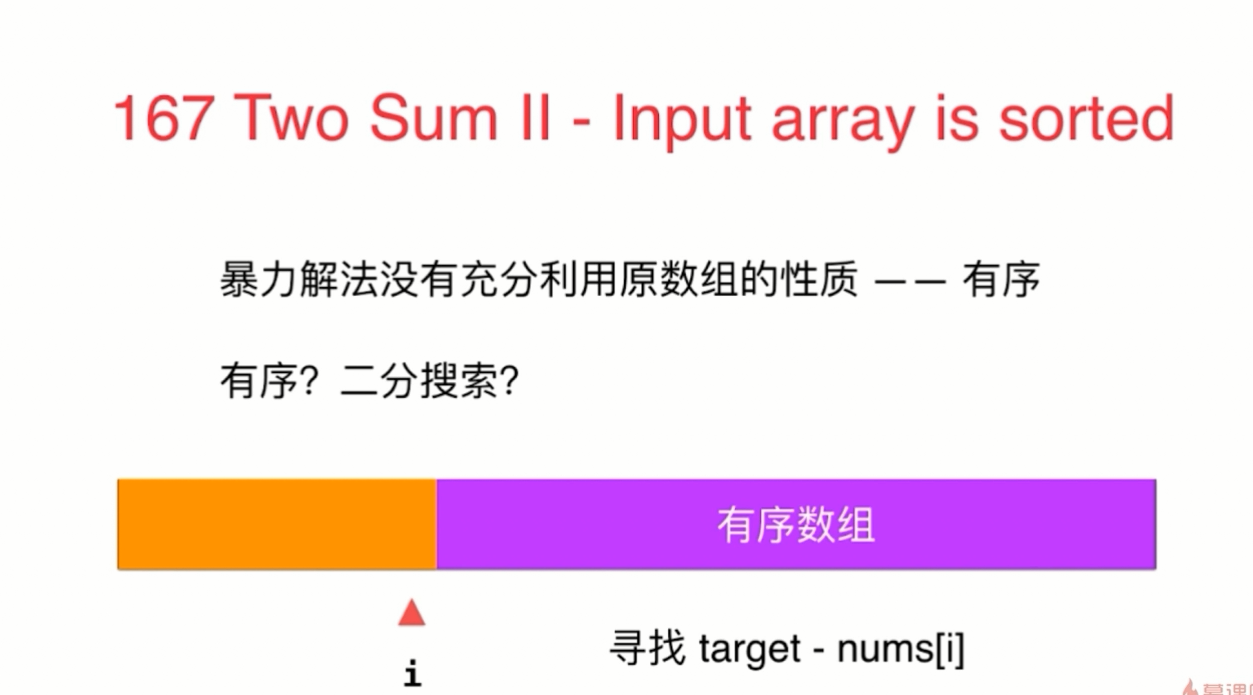 167 Two Sum II - Input array is sorted
暴力解法没有充分利用原数组的性质 —— 有序
有序？二分搜索？
有序数组
i
寻找 target - nums[i]